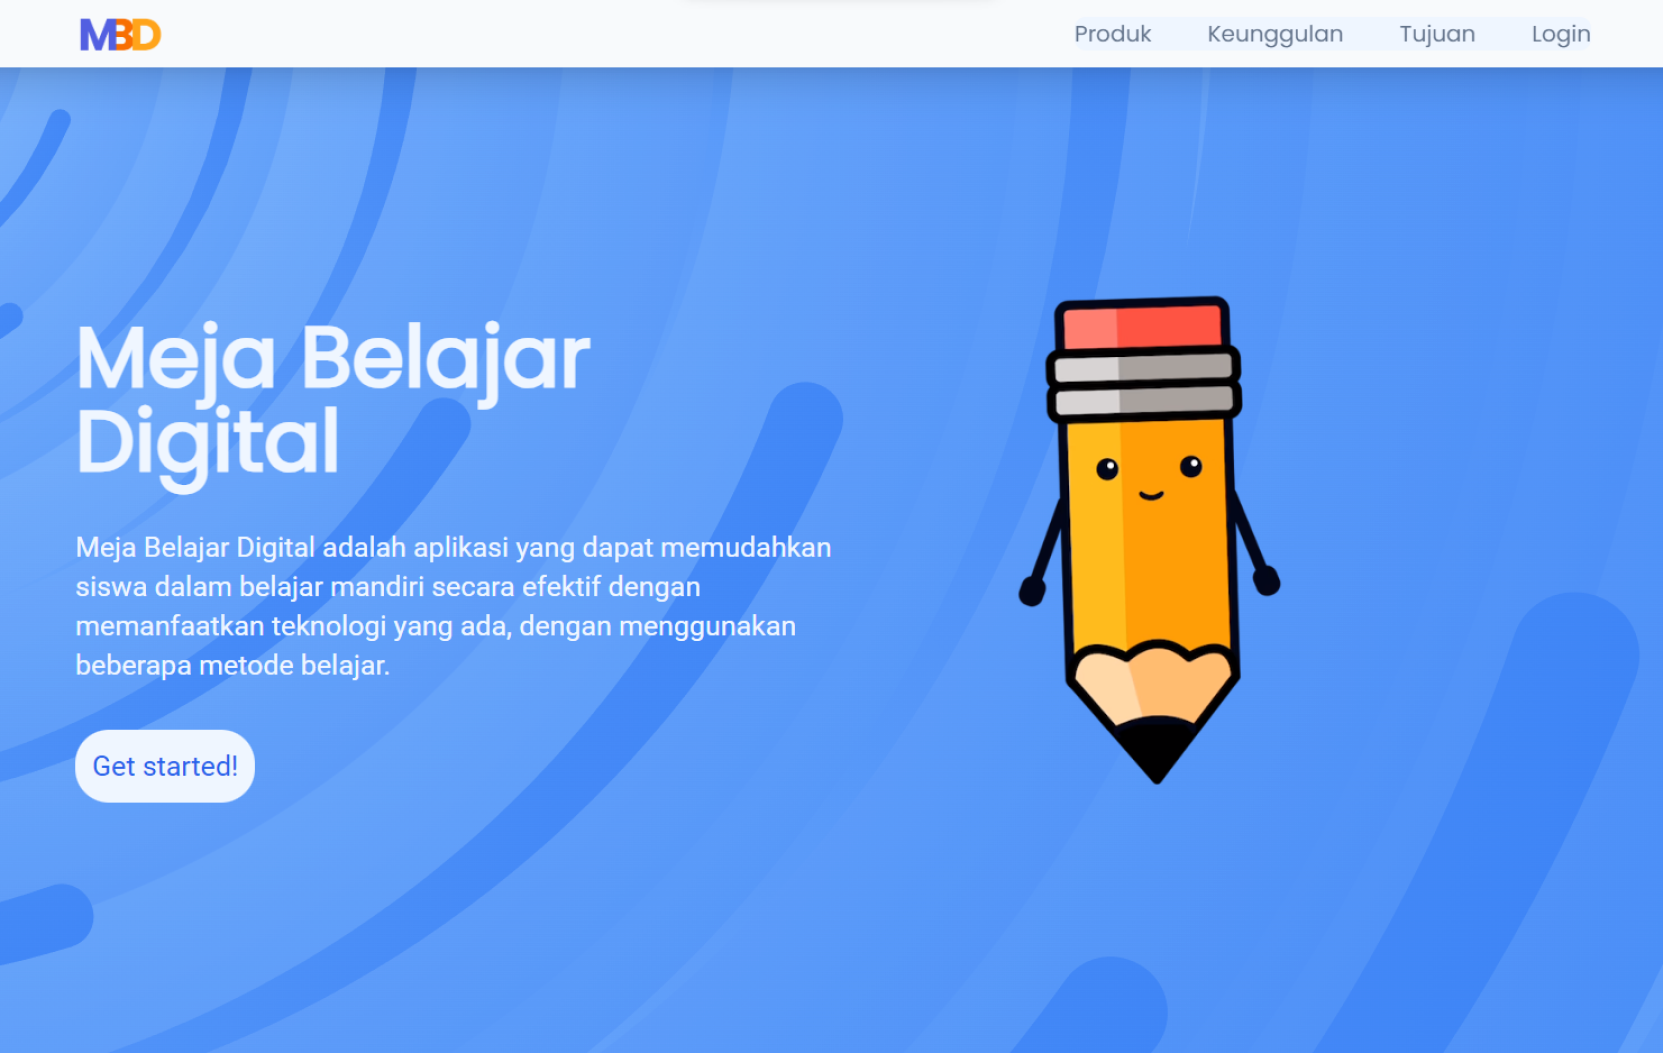 MBD
Produk Keunggulan Tujuan Login
Meja Belajar
Digital
Meja Belajar Digital adalah aplikasi yang dapat memudahkan
siswa dalam belajar mandiri secara efektif dengan
memanfaatkan teknologi yang ada, dengan menggunakan
beberapa metode belajar.
Get started!